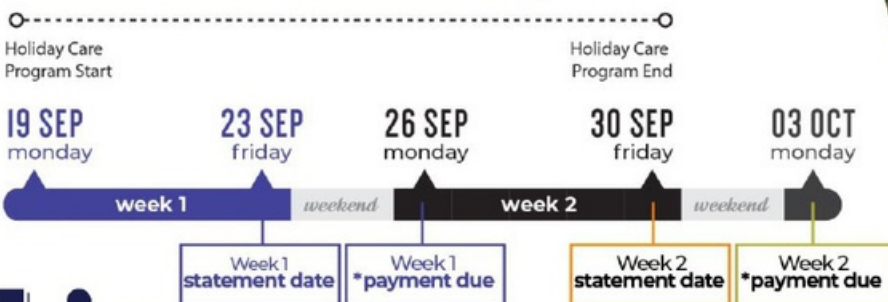 Holiday Care
Program Start
Holiday Care
Program End
19 SEP
monday
23 SEP
friday
26 SEP
monday
30 SEP
friday
03 OCT
monday
week 1
weekend
week 2
weekend
Week 1
statement date
Week 1
*payment due
Week 2
statement date
Week 2
*payment due